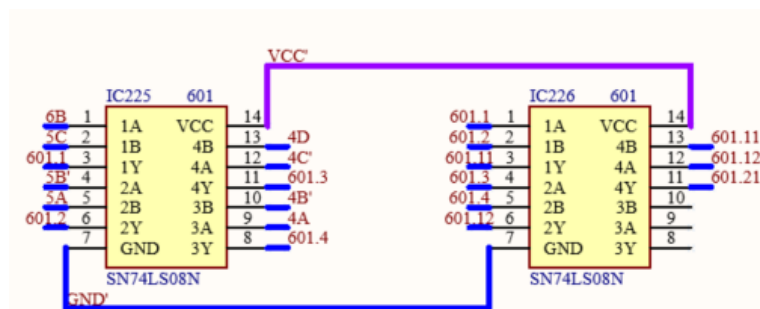 VCC'
IC225 601
6B 1 1A VCC 14
5C 2 1B 4B 13 4D
601.1 3 1Y 4A 12 4C'
5B' 4 2A 4Y 11 601.3
5A 5 2B 3B 10 4B'
601.2 6 2Y 3A 9 4A
7 GND 3Y 8 601.4
SN74LS08N
GND'
IC226 601
601.1 1 1A VCC 14
601.2 2 1B 4B 13 601.11
601.11 3 1Y 4A 12 601.12
601.3 4 2A 4Y 11 601.21
601.4 5 2B 3B 10
601.12 6 2Y 3A 9
7 GND 3Y 8
SN74LS08N